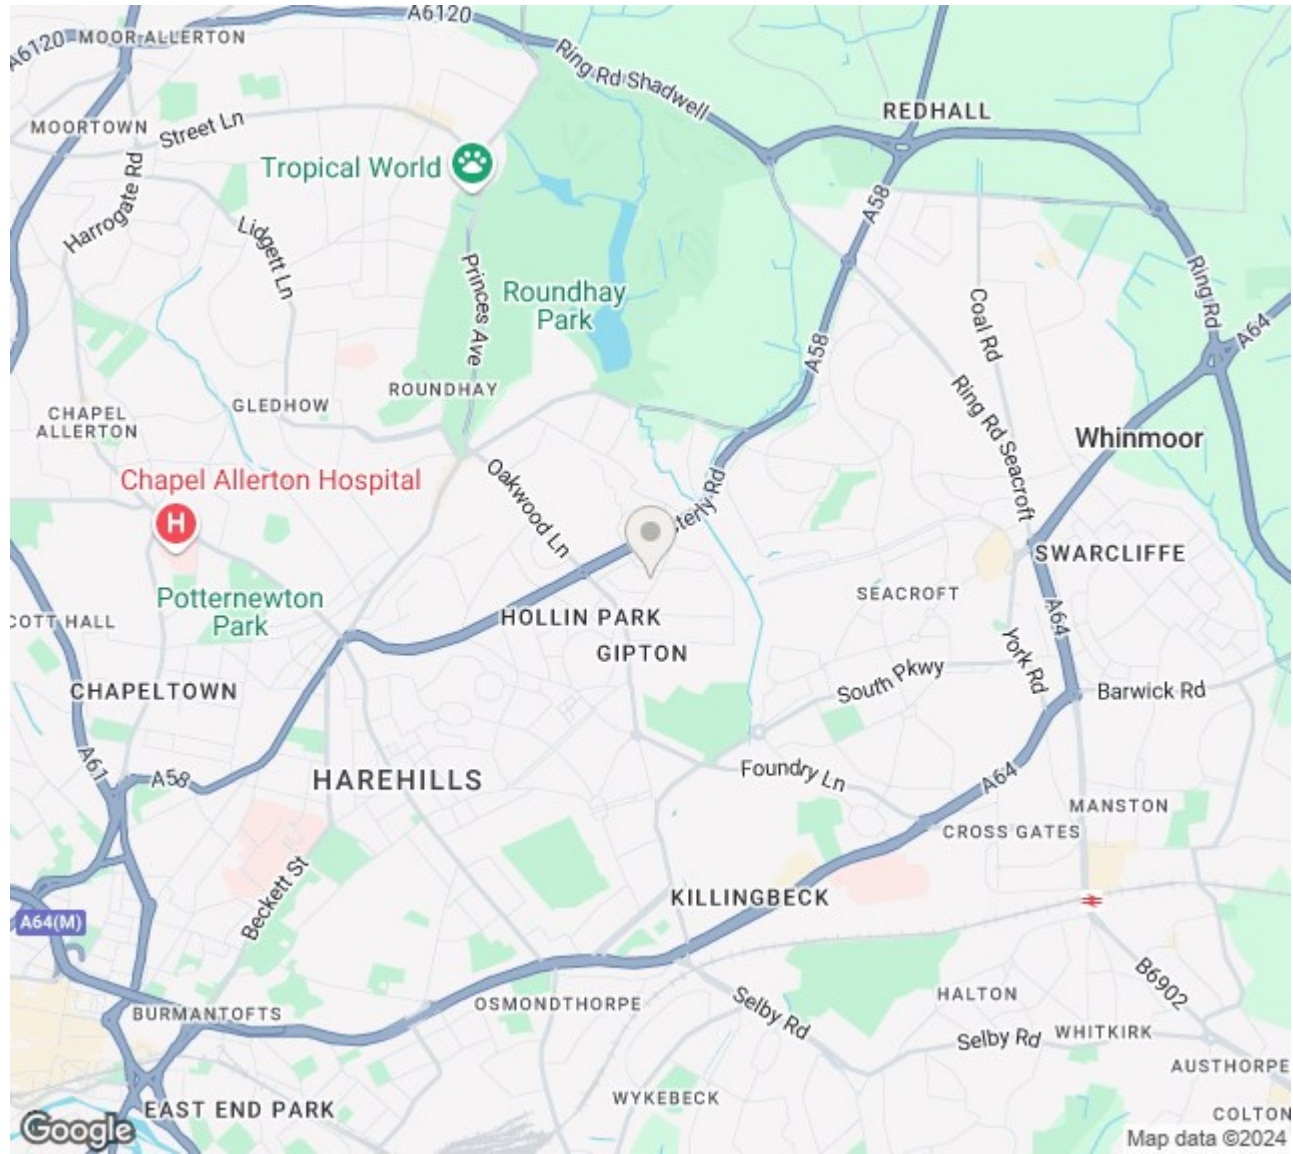 A6120
A6120
MOOR ALLERTON
Ring Rd Shadwell
REDHALL
MOORTOWN
Street Ln
Tropical World
Harrogate Rd
A58
Lidgett Ln
Princes Ave
Roundhay
Park
Ring Rd
Coal Rd
A64
A58
ROUNDHAY
GLEDHOW
CHAPEL
ALLERTON
Ring Rd Seacroft
Whinmoor
Chapel Allerton Hospital
H
Oakwood Ln
terly Rd
SWARCLIFFE
SEACROFT
Potternewton
Park
COTT HALL
HOLLIN PARK
A64
GIPTON
York Rd
South Pkwy
CHAPELTOWN
Barwick Rd
A61
A58
HAREHILLS
Foundry Ln
A64
MANSTON
CROSS GATES
Beckett St
KILLINGBECK
A64(M)
B6902
OSMONDTHORPE
HALTON
BURMANTOFTS
Selby Rd
Selby Rd
WHITKIRK
AUSTHORPE
WYKEBECK
EAST END PARK
COLTON
Google
Map data ©2024